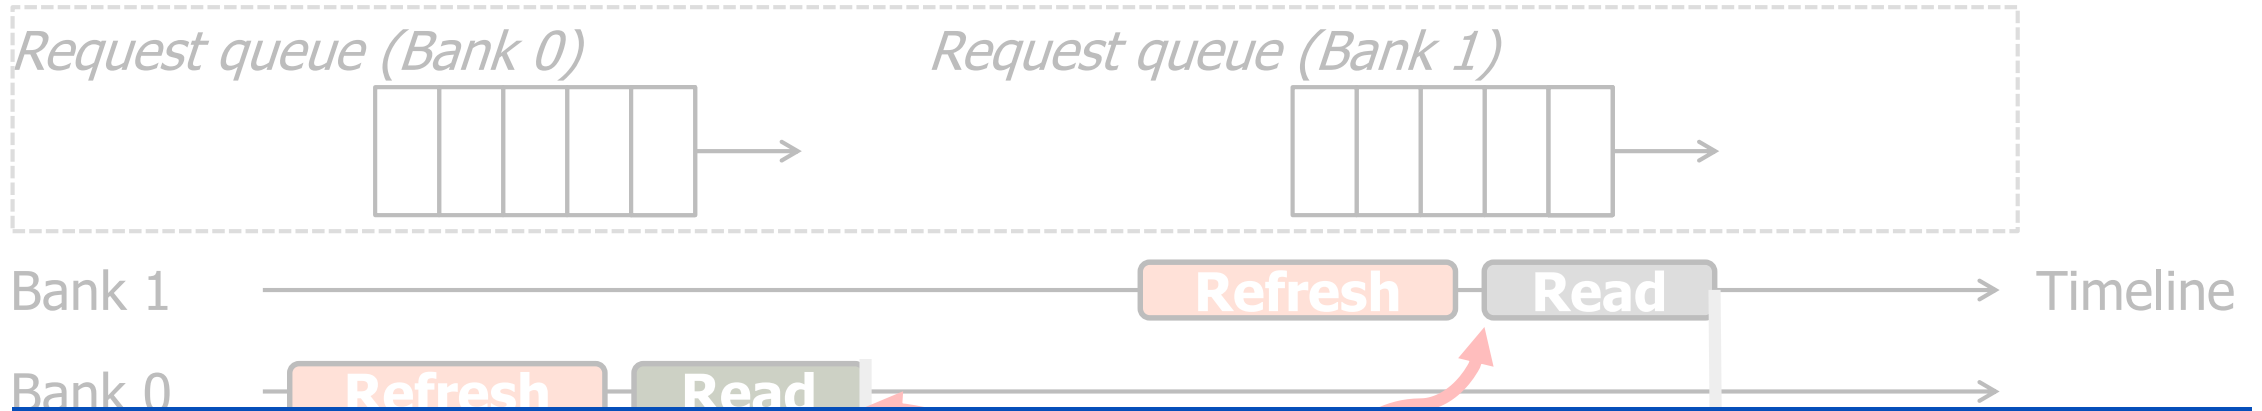 Request queue (Bank 0) Request queue (Bank 1)
Bank 1 Refresh Read Timeline
Bank 0 Refresh Read